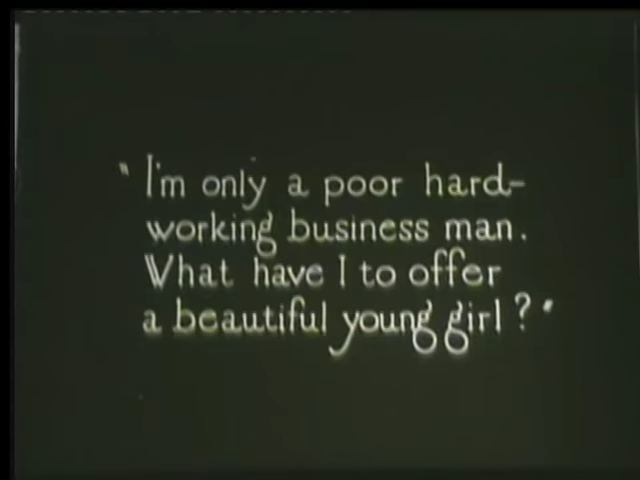 "I'm only a poor hard-
working business man.
What have I to offer
a beautiful young girl?"